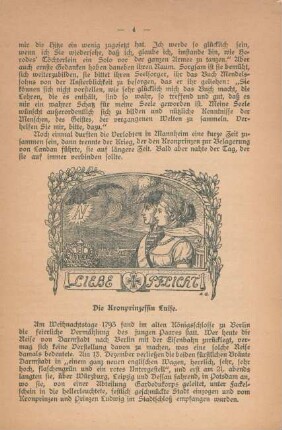 — 4 —
mir die Hitze ein wenig zugesetzt hat. Ich werde so glücklich sein,
wenn ich Sie wiedersehe, daß ich, glaube ich, imstande bin, wie He-
rodes' Töchterlein ein Solo vor der ganzen Armee zu tanzen." Aber
auch ernste Gedanken haben daneben ihren Raum. Sorgsam ist sie bemüht,
sich weiterzubilden, sie bittet ihren Seelsorger, ihr das Buch Mendels-
sohns von der Unsterblichkeit zu besorgen, das er ihr geliehen. „Sie
können sich nicht vorstellen, wie sehr glücklich mich das Buch macht, die
Lehren, die es enthält, sind so wahr, so treffend und gut, daß es
mir ein wahrer Schatz für meine Seele geworden ist. Meine Seele
wünscht außerordentlich sich zu bilden und nützliche Kenntnisse der
Menschen, des Geistes, der vergangenen Welten zu sammeln. Ver-
helfen Sie mir, bitte, dazu."
Noch einmal durften die Verlobten in Mannheim eine kurze Zeit zu-
sammen sein, dann trennte der Krieg, der den Kronprinzen zur Belagerung
von Landau führte, sie auf längere Zeit. Bald aber nahte der Tag, der
sie auf immer verbinden sollte.
LIEBE PFLICHT
Die Kronprinzessin Luise.
Am Weihnachtstage 1793 fand im alten Königsschlosse zu Berlin
die feierliche Vermählung des jungen Paares statt. Wer heute die
Reise von Darmstadt nach Berlin mit der Eisenbahn zurücklegt, ver-
mag sich keine Vorstellung davon zu machen, was eine solche Reise
damals bedeutete. Am 13. Dezember verließen die beiden fürstlichen Bräute
Darmstadt in „einem ganz neuen englischen Wagen, hinrlich, sehr hoch,
flaschengrün und ein rotes Untergestell", und erst am 21. abends
langten sie, über Würzburg, Leipzig und Dessau fahrend, in Potsdam an,
wo sie, von einer Abteilung Gardedukorps geleitet, unter Fackel-
schein in die hellerleuchtete, festlich geschmückte Stadt einzogen und vom
Kronprinzen und Prinzen Ludwig im Stadtschloß empfangen wurden.